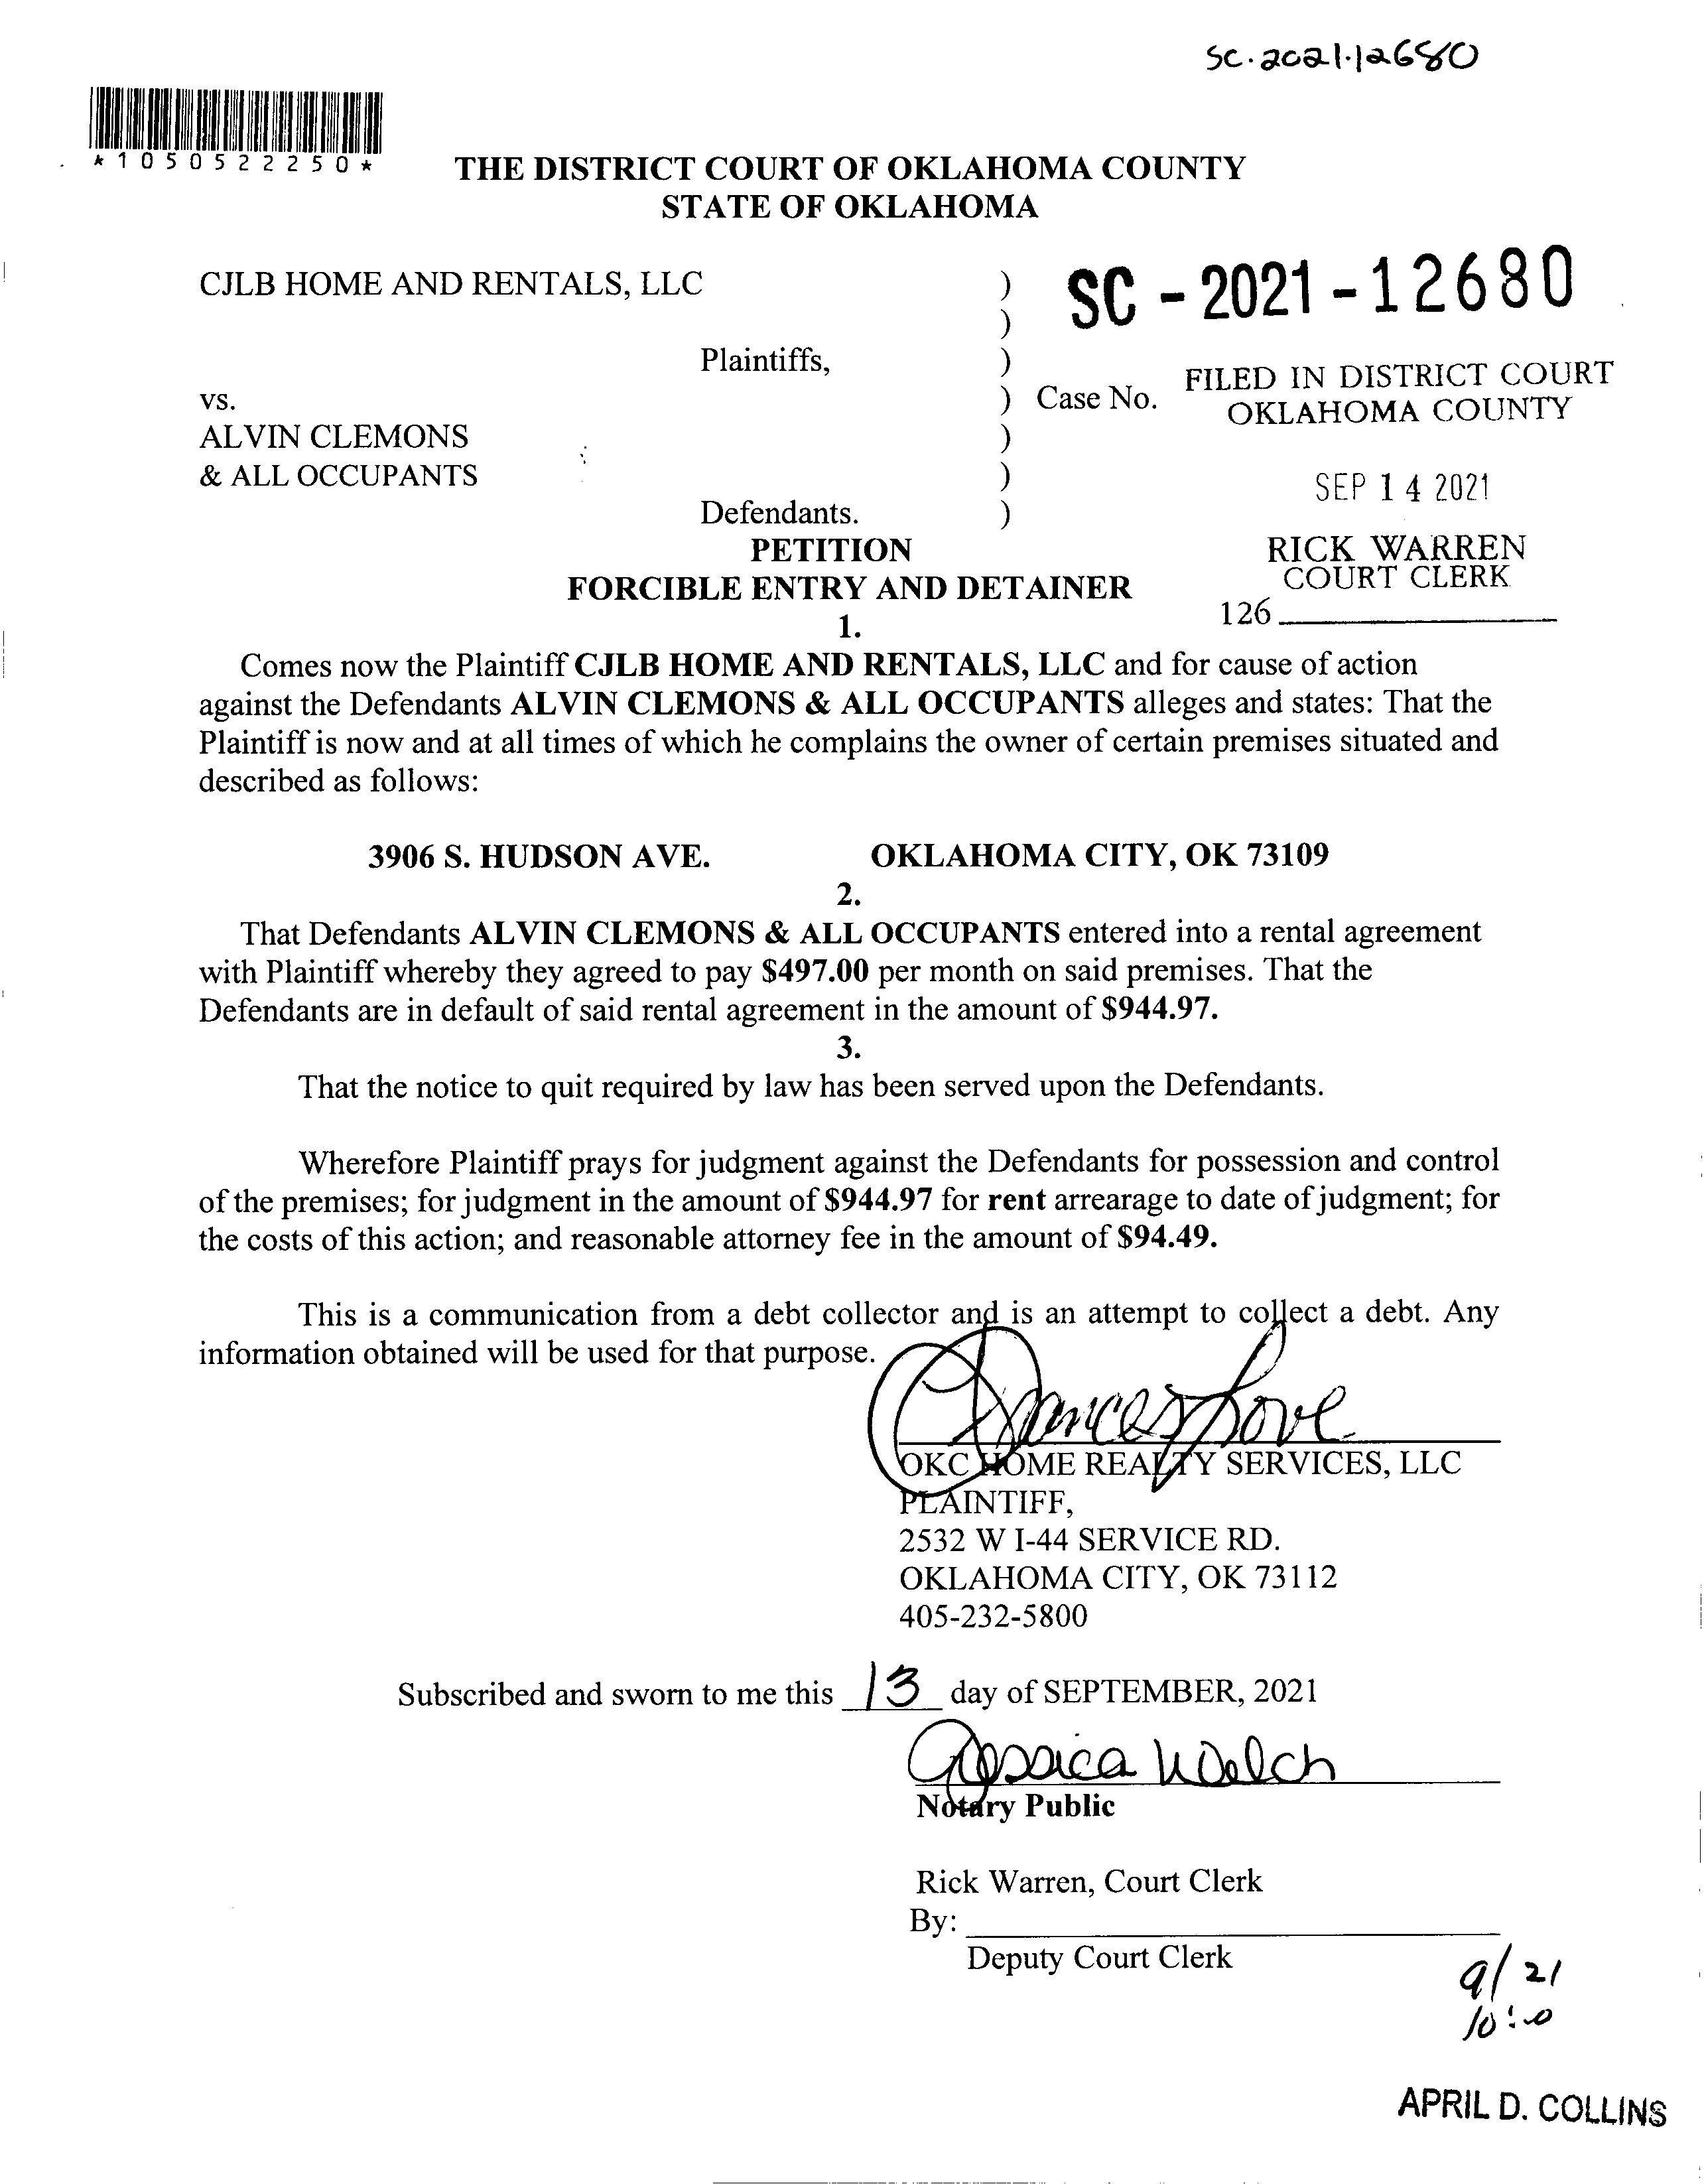 SC-2021-12680
*1050522250*
THE DISTRICT COURT OF OKLAHOMA COUNTY
STATE OF OKLAHOMA
CJLB HOME AND RENTALS, LLC )
SC - 2021 - 12680
)
Plaintiffs, )
FILED IN DISTRICT COURT
vs. ) Case No.
OKLAHOMA COUNTY
ALVIN CLEMONS )
& ALL OCCUPANTS )
SEP 14 2021
Defendants. )
PETITION
RICK WARREN
COURT CLERK
FORCIBLE ENTRY AND DETAINER
126
1.
Comes now the Plaintiff CJLB HOME AND RENTALS, LLC and for cause of action
against the Defendants ALVIN CLEMONS & ALL OCCUPANTS alleges and states: That the
Plaintiff is now and at all times of which he complains the owner of certain premises situated and
described as follows:
3906 S. HUDSON AVE. OKLAHOMA CITY, OK 73109
2.
That Defendants ALVIN CLEMONS & ALL OCCUPANTS entered into a rental agreement
with Plaintiff whereby they agreed to pay $497.00 per month on said premises. That the
Defendants are in default of said rental agreement in the amount of $944.97.
3.
That the notice to quit required by law has been served upon the Defendants.
Wherefore Plaintiff prays for judgment against the Defendants for possession and control
of the premises; for judgment in the amount of $944.97 for rent arrearage to date of judgment; for
the costs of this action; and reasonable attorney fee in the amount of $94.49.
This is a communication from a debt collector and is an attempt to collect a debt. Any
information obtained will be used for that purpose.
Frances Love
OKC HOME REALTY SERVICES, LLC
PLAINTIFF,
2532 W I-44 SERVICE RD.
OKLAHOMA CITY, OK 73112
405-232-5800
Subscribed and sworn to me this 13 day of SEPTEMBER, 2021
Jessica Welch
Notary Public
Rick Warren, Court Clerk
By:
Deputy Court Clerk
9/21
APRIL D. COLLINS